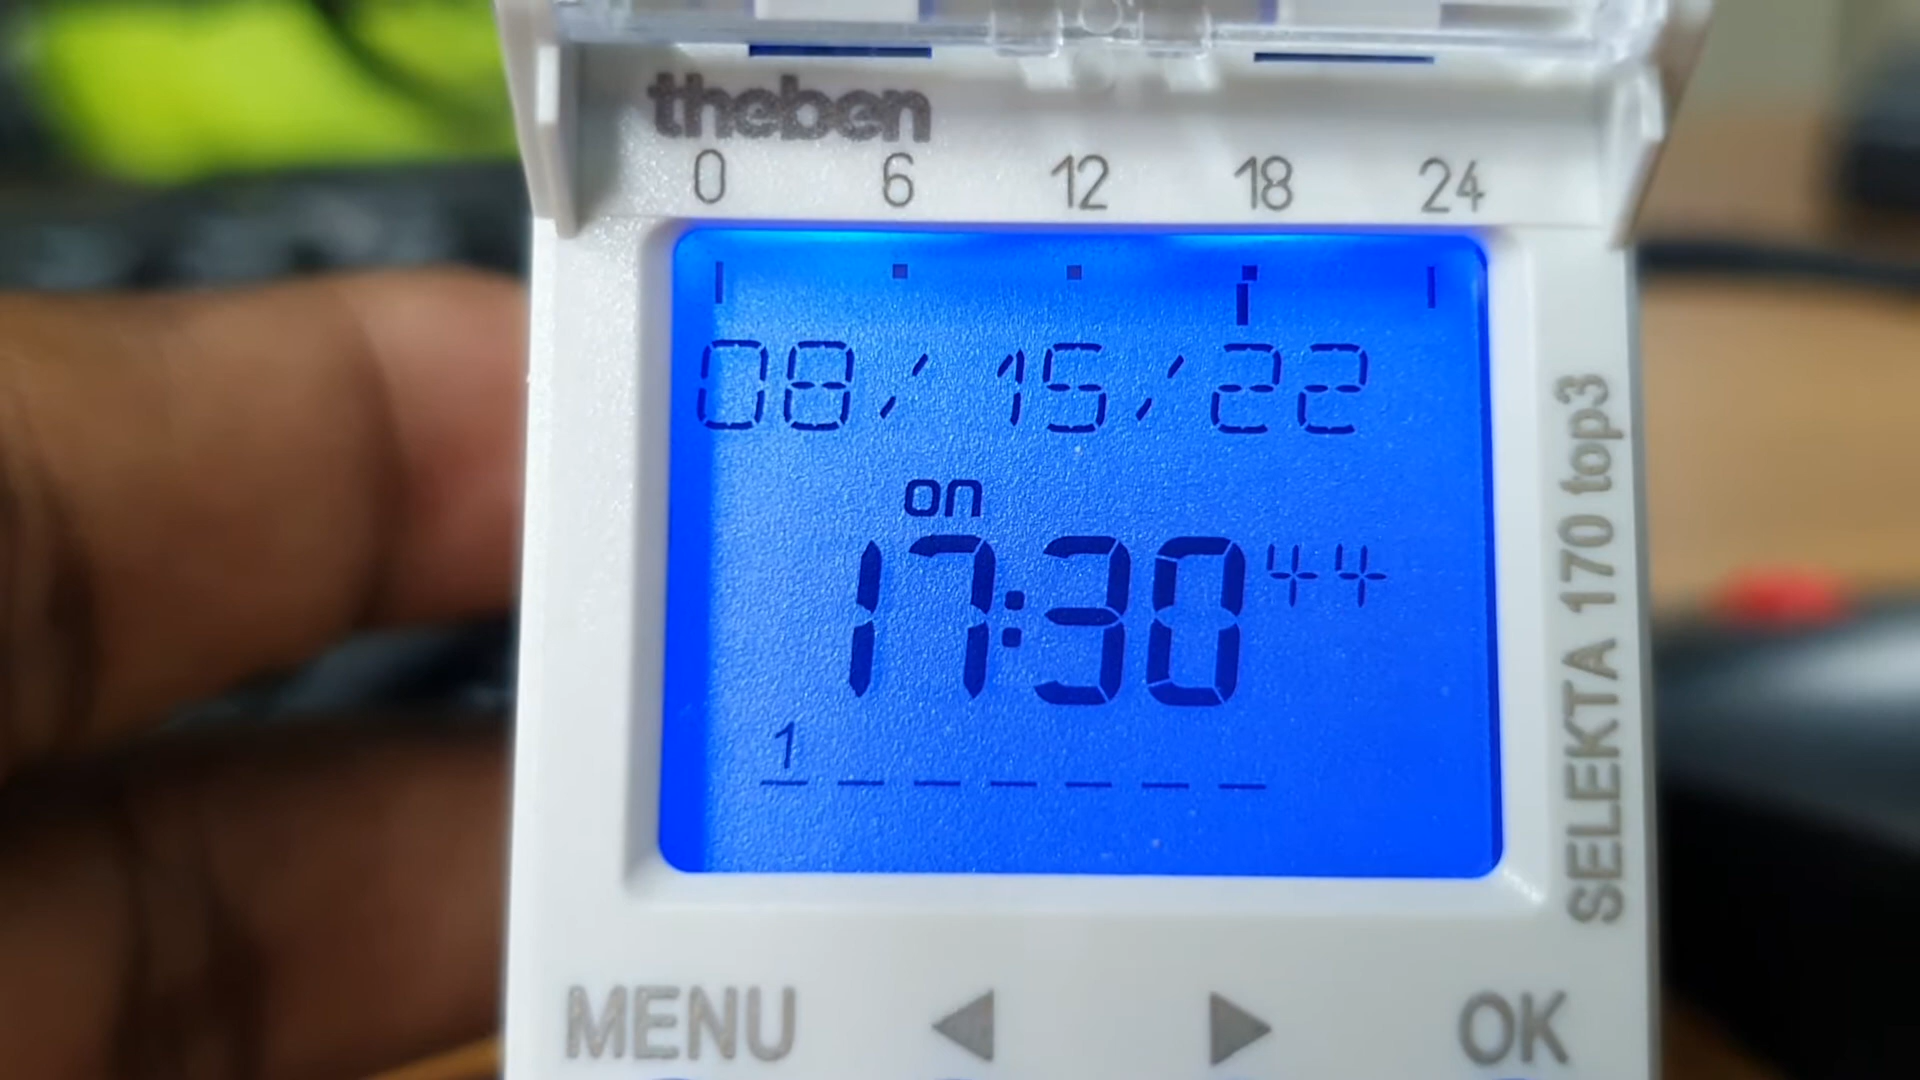 theben
0 6 12 18 24
08/15/22
on
17:30 44
1
SELEKTA 170 top3
MENU ◀ ▶ OK